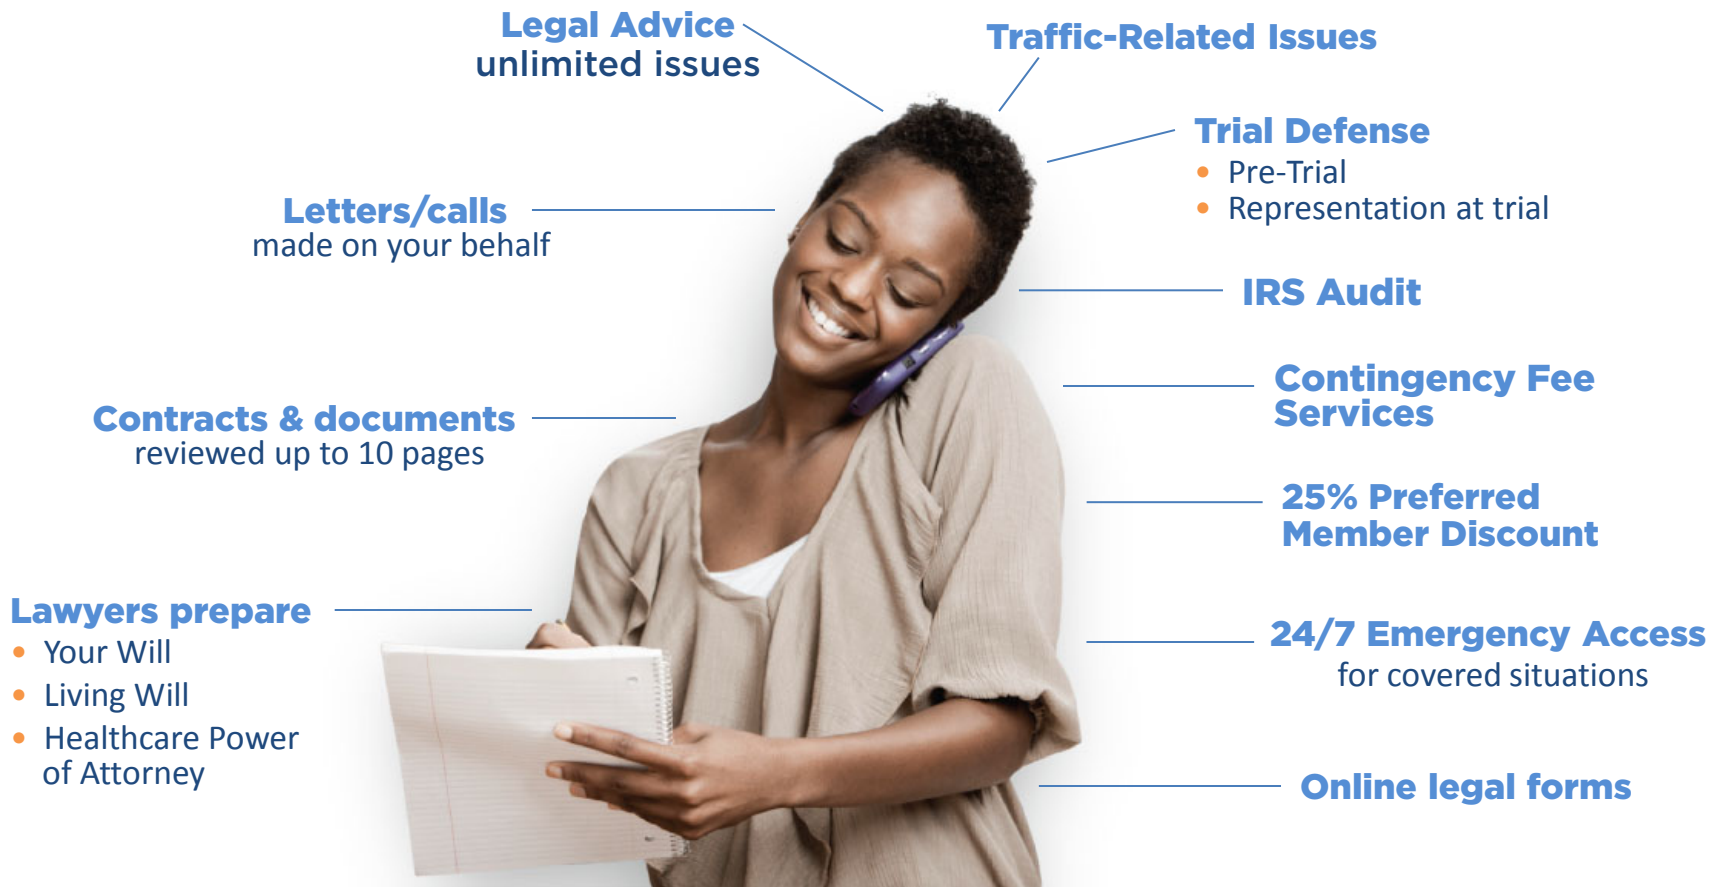 Legal Advice
unlimited issues
Traffic-Related Issues
Trial Defense
• Pre-Trial
• Representation at trial
Letters/calls
made on your behalf
IRS Audit
Contingency Fee
Services
Contracts & documents
reviewed up to 10 pages
25% Preferred
Member Discount
Lawyers prepare
• Your Will
• Living Will
• Healthcare Power
of Attorney
24/7 Emergency Access
for covered situations
Online legal forms